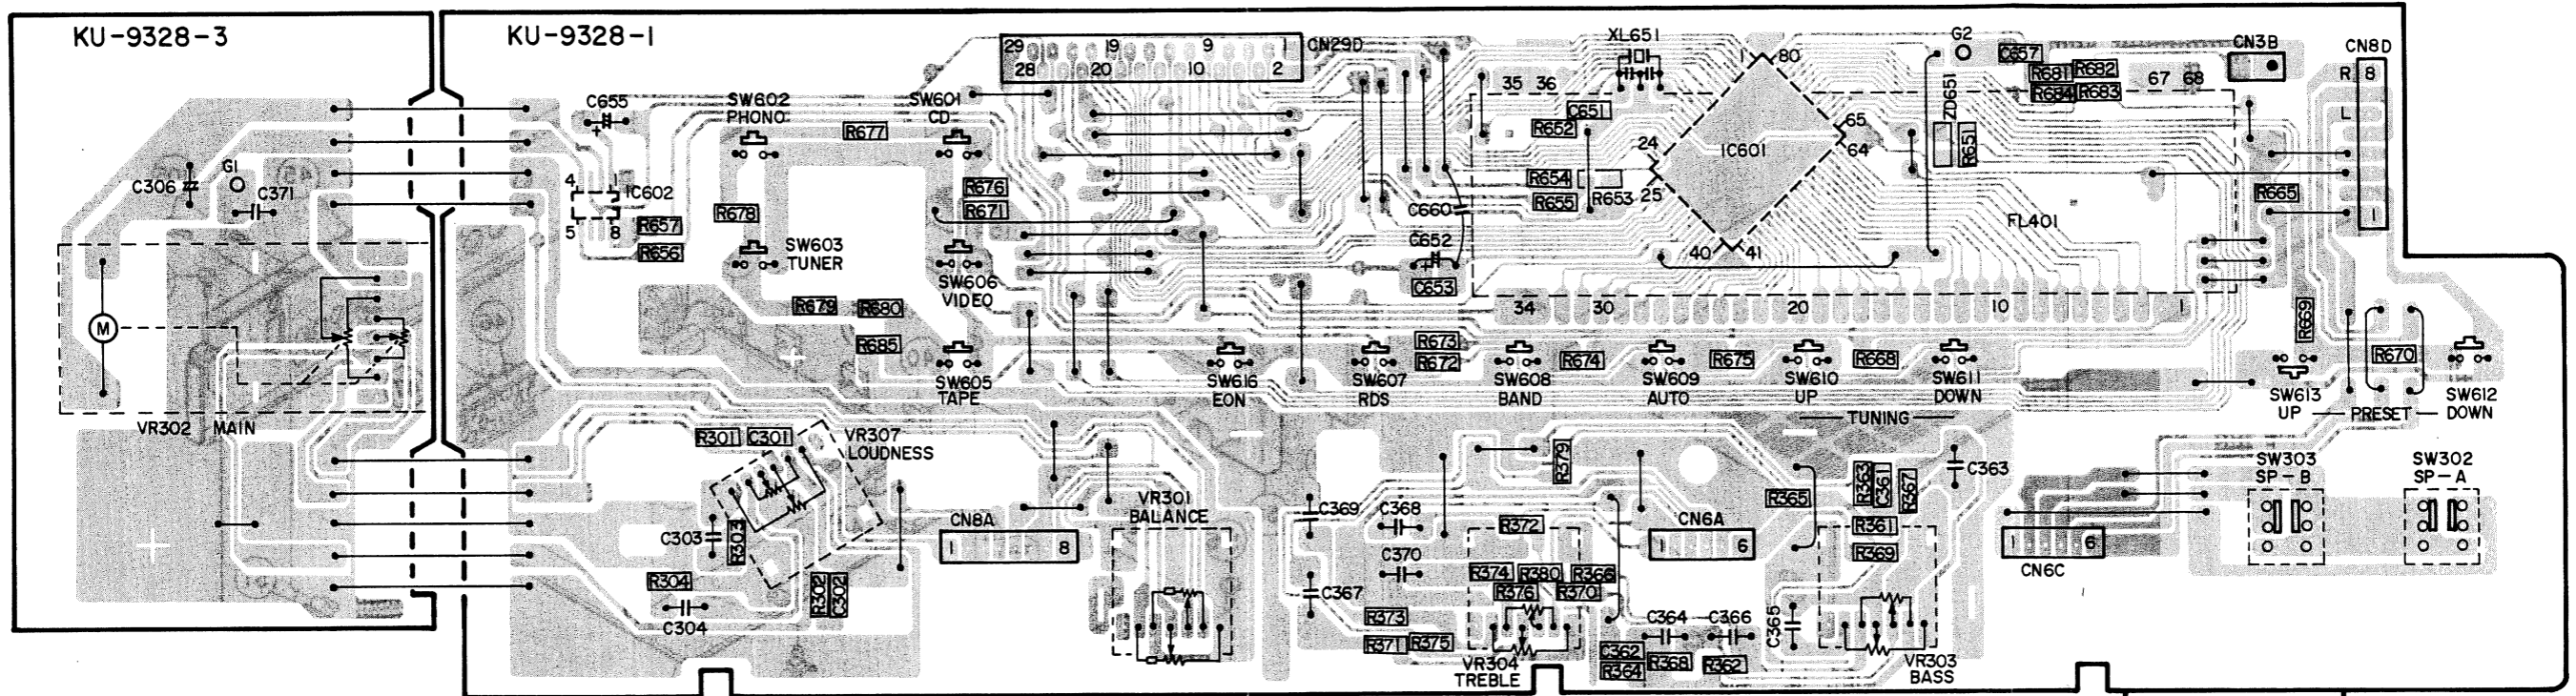 KU-9328-3
KU-9328-1
29 19 9 1 CN29D
28 20 10 2
XL651
1 80
G2
C657
CN3B
CN8D
R681 R682
R684 R683
67 68
R 8
L
1
35 36
C655
+
SW602
PHONO
R677
SW601
CD
C651
R652
24
IC601
65
64
ZD651
R651
C306
G1
C371
4 1
IC602
5 8
R657
R656
R678
R676
R671
R654
R655
R653
25
C660
R665
FL401
SW603
TUNER
SW606
VIDEO
C652
+
C653
40 41
34 30 20 10 1
M
R679
R680
R685
SW605
TAPE
SW616
EON
SW607
RDS
R673
R672
SW608
BAND
R674
SW609
AUTO
R675
SW610
UP
R668
SW611
DOWN
TUNING
R669
R670
SW613
UP
PRESET
SW612
DOWN
VR302 MAIN
R301 C301
VR307
LOUDNESS
C303
R303
R304
C304
R302
C302
CN8A
1 8
VR301
BALANCE
C369
C368
C370
C367
R379
R372
R374 R380 R366
R376 R370
R373
R371 R375
VR304
TREBLE
CN6A
1 6
R365
R363
C361
R367
C363
R361
R369
C364
C366
C365
C362
R364
R368
R362
VR303
BASS
1 6
CN6C
SW303
SP-B
SW302
SP-A